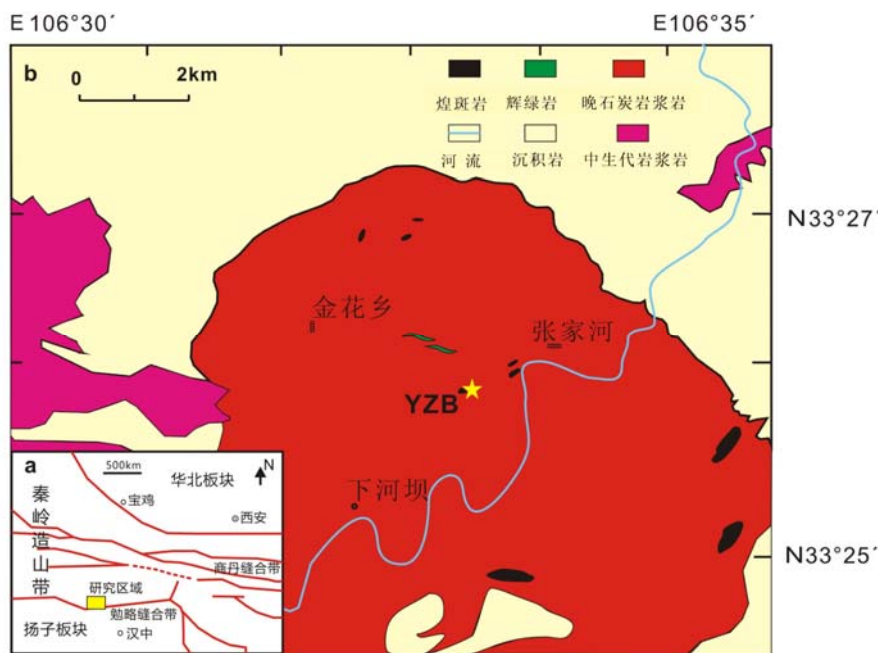 E 106°30´
E 106°35´
b
0
2km
煌斑岩
辉绿岩
晚石炭岩浆岩
河 流
沉积岩
中生代岩浆岩
N33°27´
金花乡
张家河
YZB
下河坝
N33°25´
a
500km
N
华北板块
秦岭造山带
宝鸡
西安
商丹缝合带
研究区域
勉略缝合带
扬子板块
汉中